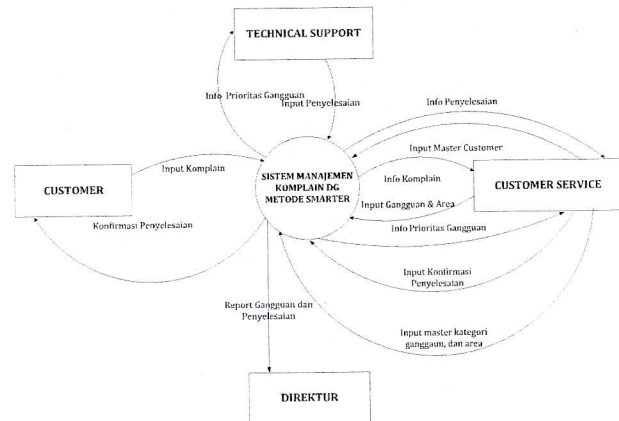 TECHNICAL SUPPORT
Info Prioritas Gangguan
Input Penyelesaian
Info Penyelesaian
Input Master Customer
Input Komplain
SISTEM MANAJEMEN
KOMPLAIN DG
METODE SMARTER
Info Komplain
CUSTOMER
CUSTOMER SERVICE
Input Gangguan & Area
Konfirmasi Penyelesaian
Info Prioritas Gangguan
Input Konfirmasi
Penyelesaian
Report Gangguan dan
Penyelesaian
Input master kategori
ganggaun, dan area
DIREKTUR